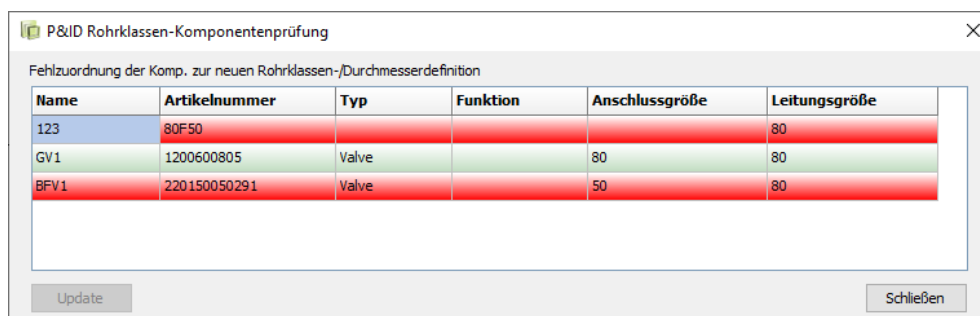 P&ID Rohrklassen-Komponentenprüfung
Fehlzuordnung der Komp. zur neuen Rohrklassen-/Durchmesserdefinition
Name Artikelnummer Typ Funktion Anschlussgröße Leitungsgröße
123 80F50 80
GV1 1200600805 Valve 80 80
BFV1 220150050291 Valve 50 80
Update Schließen